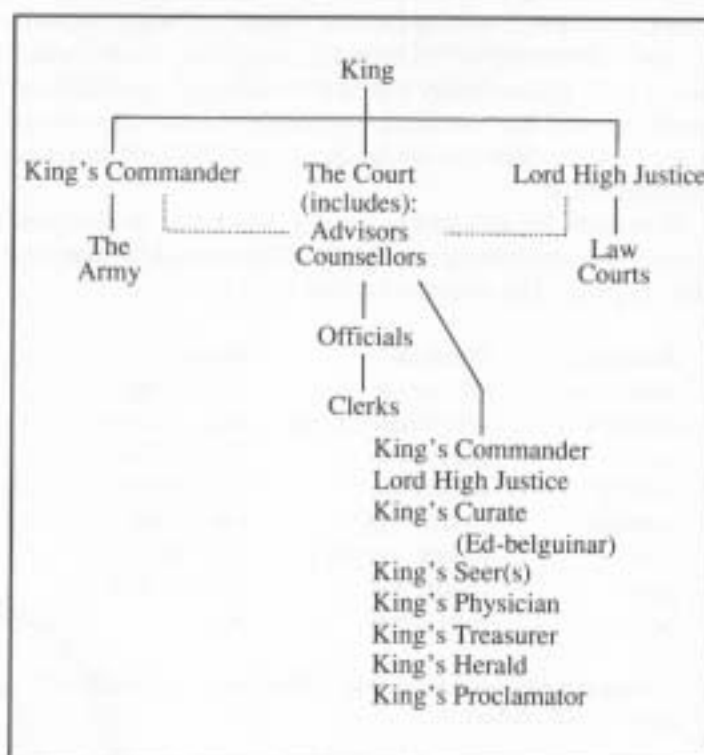 King
King's Commander
The Court
(includes):
Advisors
Counsellors
Lord High Justice
The
Army
Law
Courts
Officials
Clerks
King's Commander
Lord High Justice
King's Curate
(Ed-belguinar)
King's Seer(s)
King's Physician
King's Treasurer
King's Herald
King's Proclamator